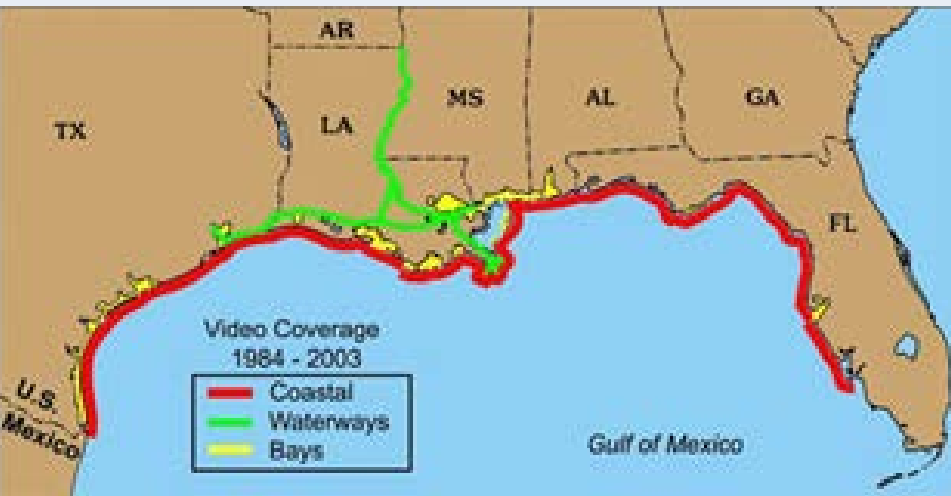 AR
MS
AL
GA
LA
TX
FL
Video Coverage
1984 - 2003
Coastal
Waterways
Bays
U.S.
Mexico
Gulf of Mexico